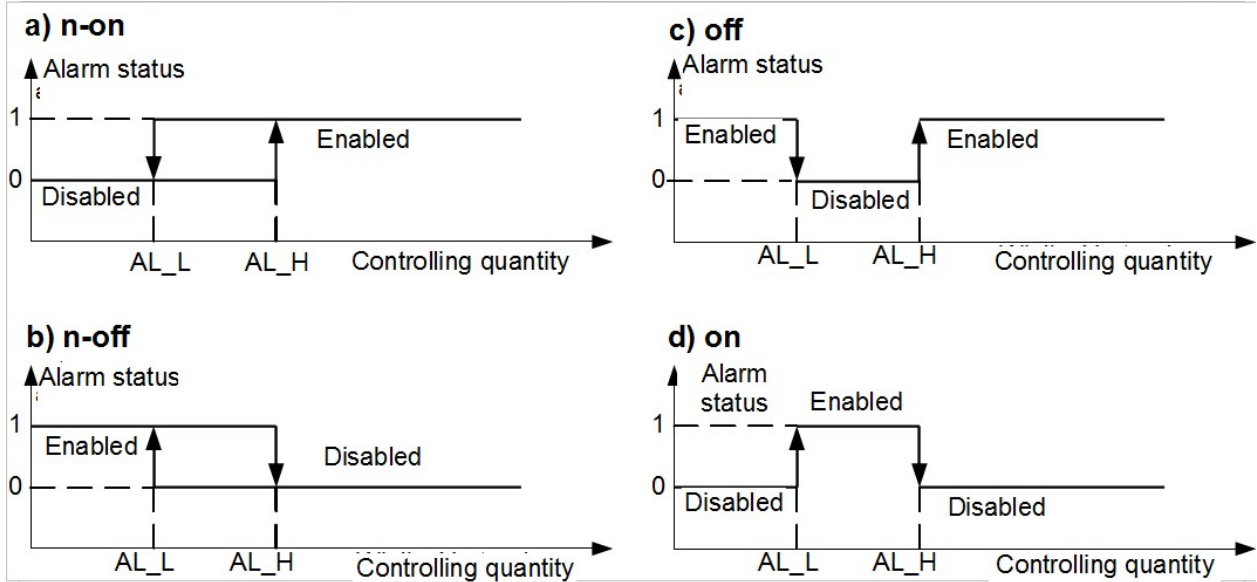 a) n-on
Alarm status
1
Enabled
0
Disabled
AL_L
AL_H
Controlling quantity
b) n-off
Alarm status
1
Enabled
Disabled
0
AL_L
AL_H
Controlling quantity
c) off
Alarm status
1
Enabled
Enabled
0
Disabled
AL_L
AL_H
Controlling quantity
d) on
Alarm
status
Enabled
1
0
Disabled
Disabled
AL_L
AL_H
Controlling quantity